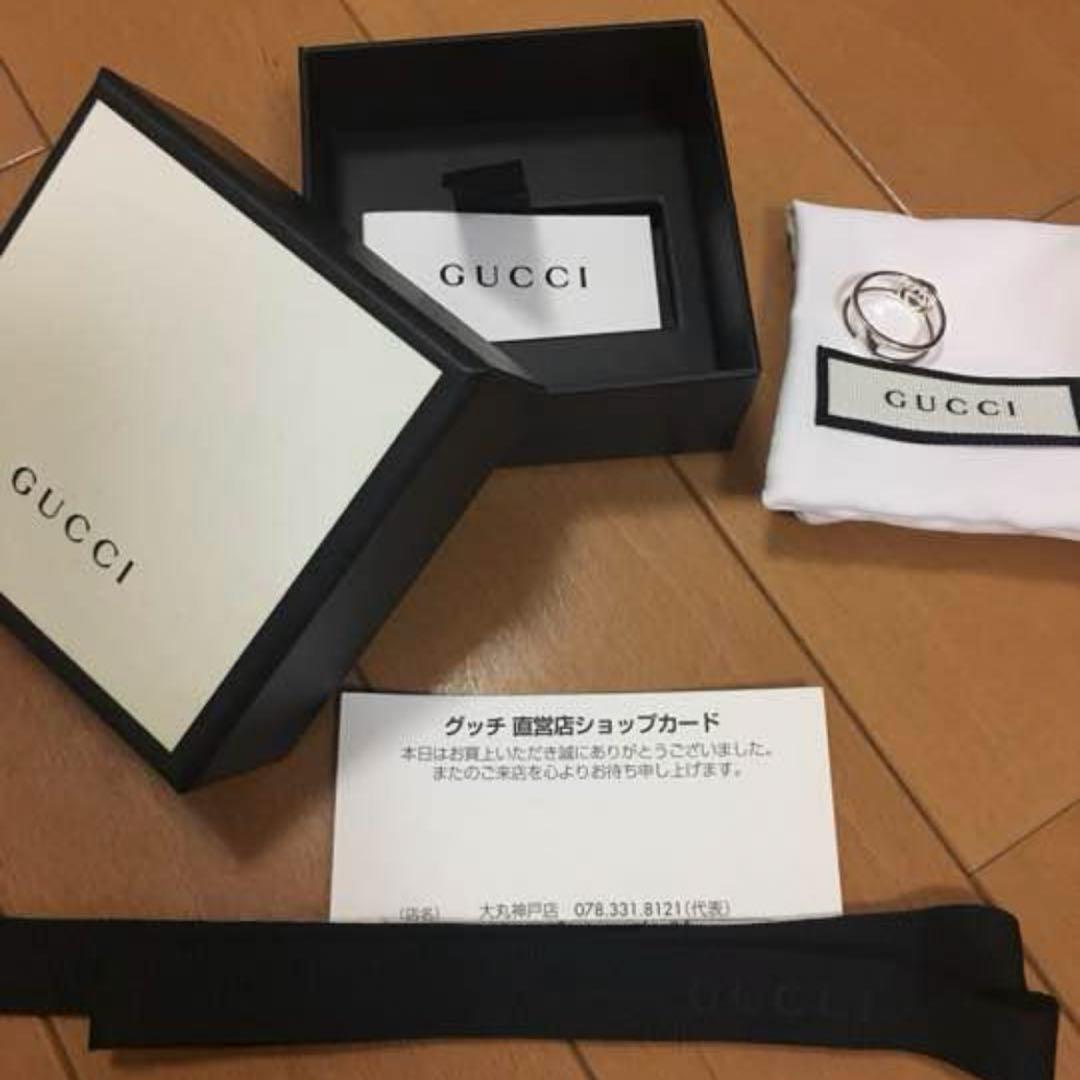 GUCCI
GUCCI
GUCCI
グッチ 直営店ショップカード
本日はお買上いただき誠にありがとうございました。
またのご来店を心よりお待ち申し上げます。
(店名) 大丸神戸店 078.331.8121(代表)
GUCCI